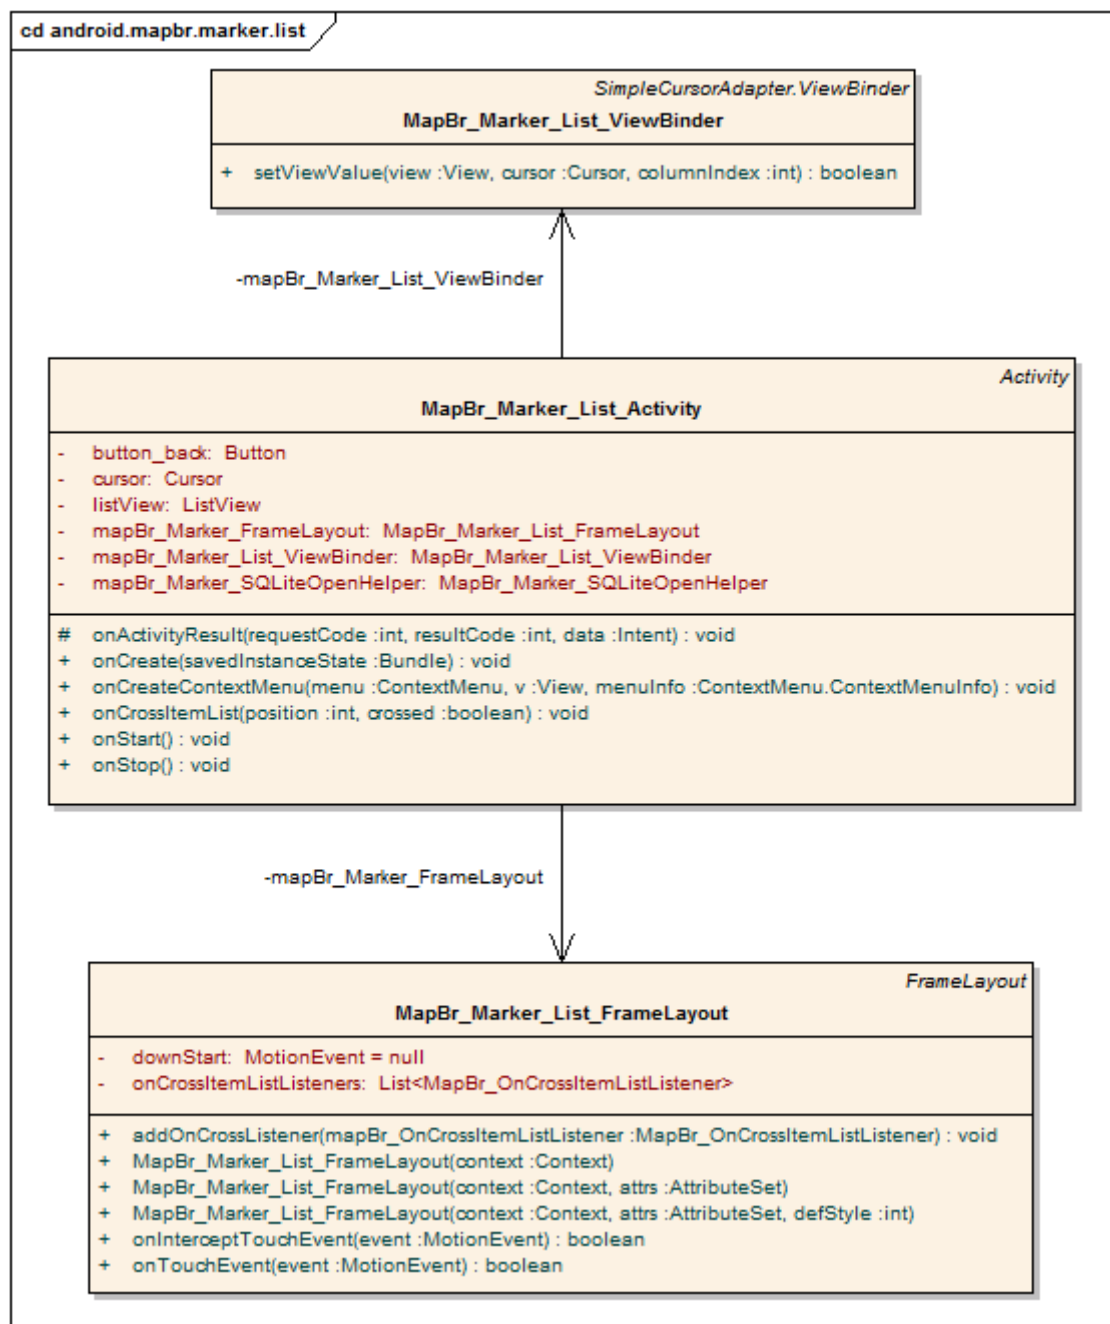 cd android.mapbr.marker.list
SimpleCursorAdapter.ViewBinder
MapBr_Marker_List_ViewBinder
+ setViewValue(view :View, cursor :Cursor, columnIndex :int) : boolean
-mapBr_Marker_List_ViewBinder
Activity
MapBr_Marker_List_Activity
- button_back: Button
- cursor: Cursor
- listView: ListView
- mapBr_Marker_FrameLayout: MapBr_Marker_List_FrameLayout
- mapBr_Marker_List_ViewBinder: MapBr_Marker_List_ViewBinder
- mapBr_Marker_SQLiteOpenHelper: MapBr_Marker_SQLiteOpenHelper
# onActivityResult(requestCode :int, resultCode :int, data :Intent) : void
+ onCreate(savedInstanceState :Bundle) : void
+ onCreateContextMenu(menu :ContextMenu, v :View, menuInfo :ContextMenu.ContextMenuInfo) : void
+ onCrossItemList(position :int, crossed :boolean) : void
+ onStart() : void
+ onStop() : void
-mapBr_Marker_FrameLayout
FrameLayout
MapBr_Marker_List_FrameLayout
- downStart: MotionEvent = null
- onCrossItemListListeners: List<MapBr_OnCrossItemListListener>
+ addOnCrossListener(mapBr_OnCrossItemListListener :MapBr_OnCrossItemListListener) : void
+ MapBr_Marker_List_FrameLayout(context :Context)
+ MapBr_Marker_List_FrameLayout(context :Context, attrs :AttributeSet)
+ MapBr_Marker_List_FrameLayout(context :Context, attrs :AttributeSet, defStyle :int)
+ onInterceptTouchEvent(event :MotionEvent) : boolean
+ onTouchEvent(event :MotionEvent) : boolean